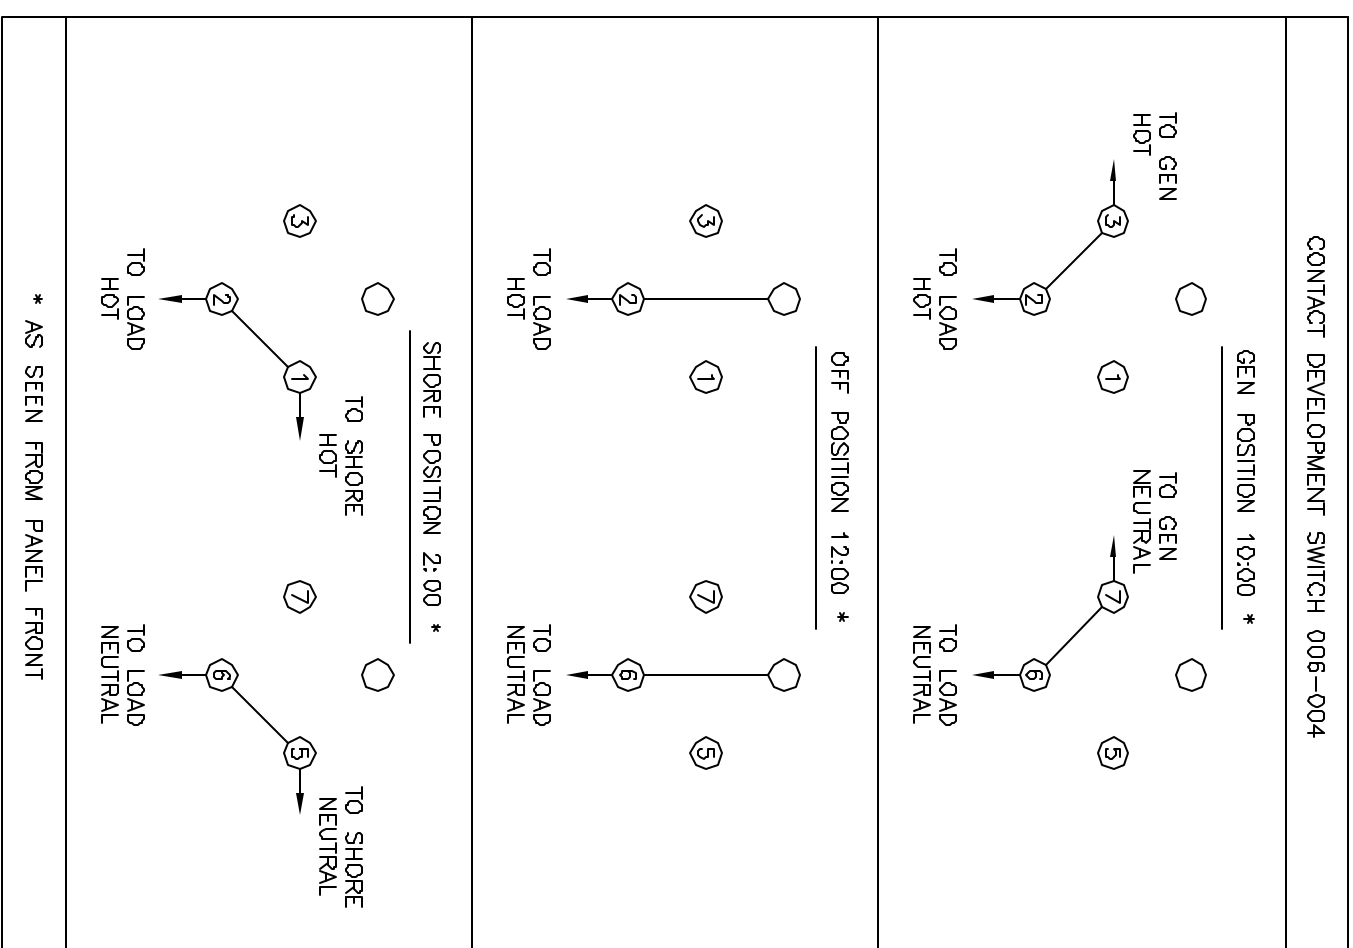 CONTACT DEVELOPMENT SWITCH 006-004
GEN POSITION 10:00 *
TO GEN
HOT
TO GEN
NEUTRAL
3
1
7
5
2
6
TO LOAD
HOT
TO LOAD
NEUTRAL
OFF POSITION 12:00 *
3
1
7
5
2
6
TO LOAD
HOT
TO LOAD
NEUTRAL
SHORE POSITION 2:00 *
TO SHORE
HOT
TO SHORE
NEUTRAL
3
1
7
5
2
6
TO LOAD
HOT
TO LOAD
NEUTRAL
* AS SEEN FROM PANEL FRONT